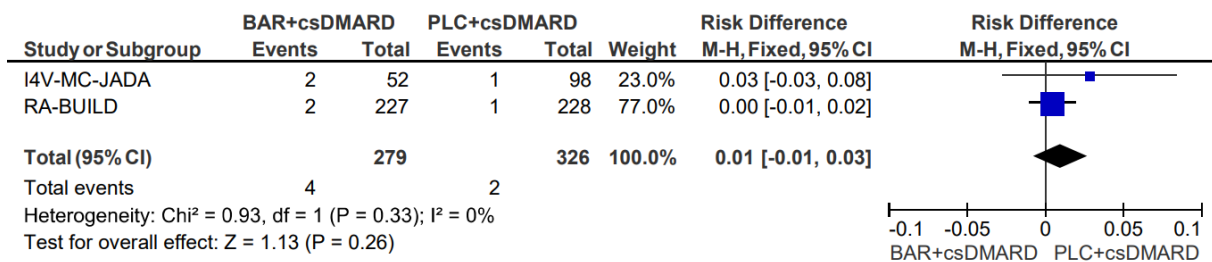 BAR+csDMARD PLC+csDMARD Risk Difference Risk Difference
Study or Subgroup Events Total Events Total Weight M-H, Fixed, 95% CI M-H, Fixed, 95% CI
I4V-MC-JADA 2 52 1 98 23.0% 0.03 [-0.03, 0.08]
RA-BUILD 2 227 1 228 77.0% 0.00 [-0.01, 0.02]
Total (95% CI) 279 326 100.0% 0.01 [-0.01, 0.03]
Total events 4 2
Heterogeneity: Chi² = 0.93, df = 1 (P = 0.33); I² = 0%
Test for overall effect: Z = 1.13 (P = 0.26)
-0.1 -0.05 0 0.05 0.1
BAR+csDMARD PLC+csDMARD